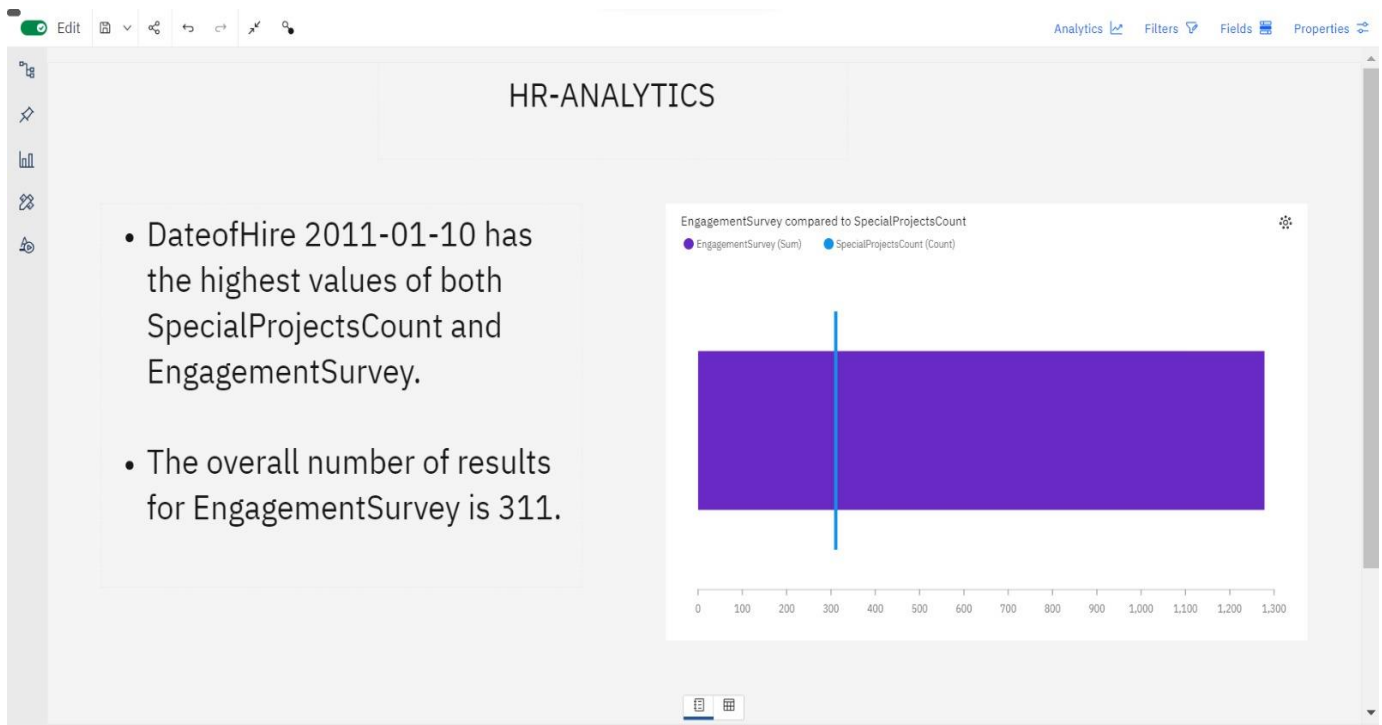 Edit
Analytics Filters Fields Properties
HR-ANALYTICS
• DateofHire 2011-01-10 has
the highest values of both
SpecialProjectsCount and
EngagementSurvey.
• The overall number of results
for EngagementSurvey is 311.
EngagementSurvey compared to SpecialProjectsCount
EngagementSurvey (Sum) SpecialProjectsCount (Count)
0 100 200 300 400 500 600 700 800 900 1,000 1,100 1,200 1,300